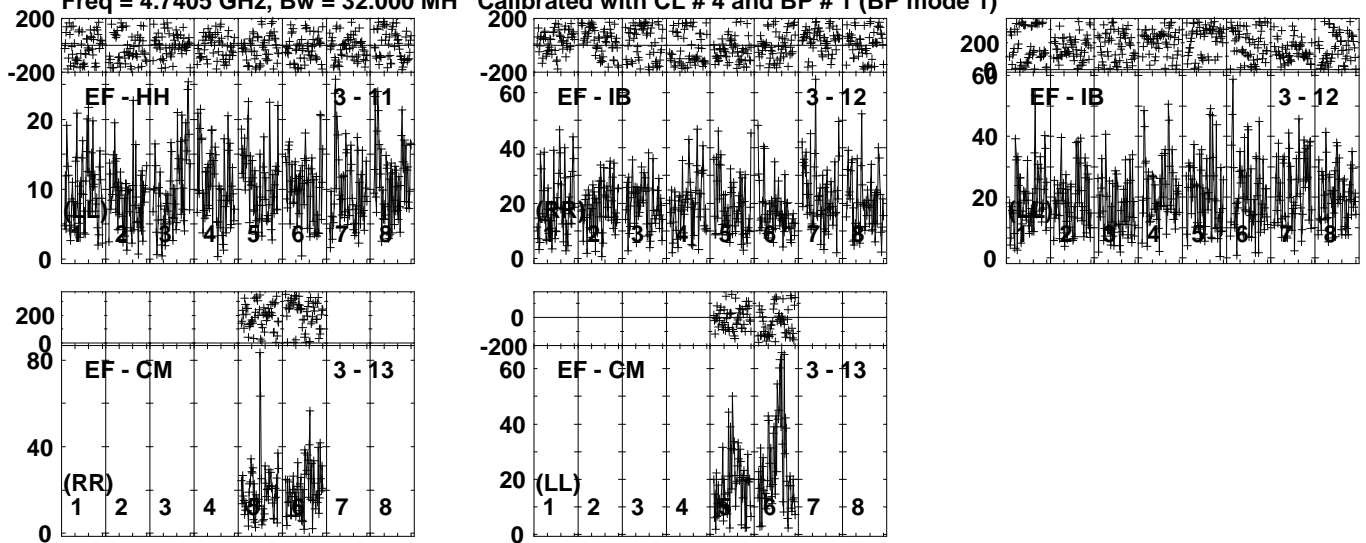 Freq = 4.7405 GHz, Bw = 32.000 MH Calibrated with CL # 4 and BP # 1 (BP mode 1)
200
-200
EF - HH 3 - 11
20
10
0
(LL)
1 2 3 4 5 6 7 8
200
-200
60
EF - IB 3 - 12
40
20
0
(RR)
1 2 3 4 5 6 7 8
200
0
60
EF - IB 3 - 12
40
20
0
(LL)
1 2 3 4 5 6 7 8
200
0
80
EF - CM 3 - 13
40
0
(RR)
1 2 3 4 5 6 7 8
0
-200
60
EF - CM 3 - 13
40
20
0
(LL)
1 2 3 4 5 6 7 8